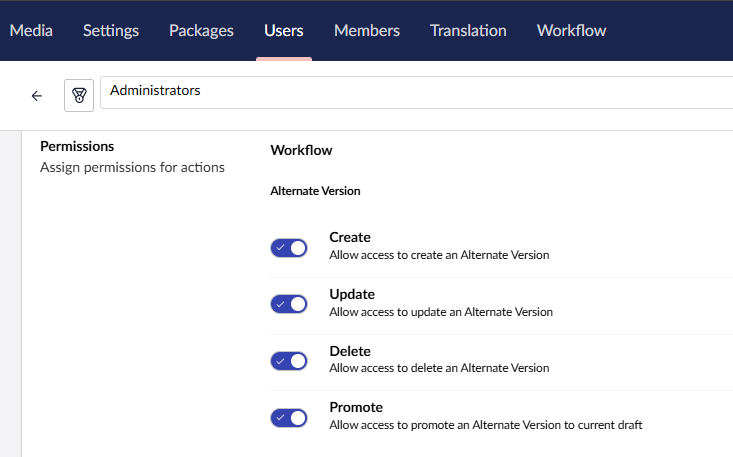 Media Settings Packages Users Members Translation Workflow
Administrators
Permissions
Assign permissions for actions
Workflow
Alternate Version
Create
Allow access to create an Alternate Version
Update
Allow access to update an Alternate Version
Delete
Allow access to delete an Alternate Version
Promote
Allow access to promote an Alternate Version to current draft